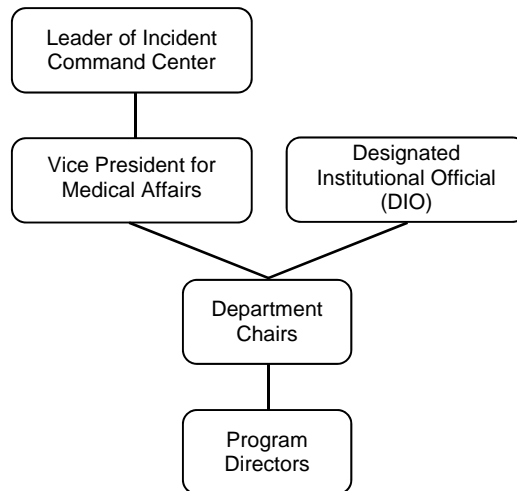 Leader of Incident
Command Center
Vice President for
Medical Affairs
Designated
Institutional Official
(DIO)
Department
Chairs
Program
Directors